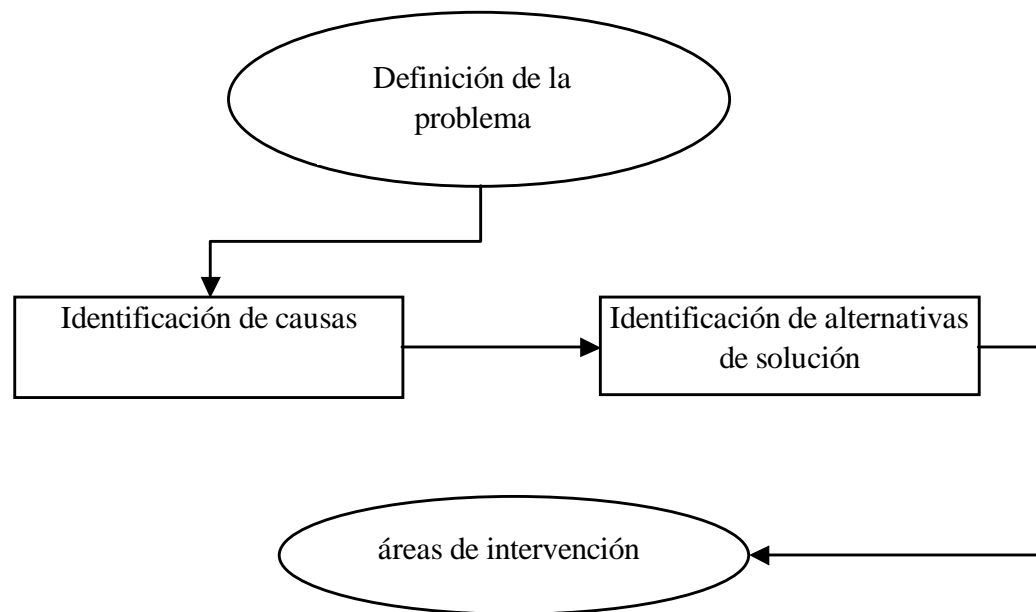 Definición de la
problema
Identificación de causas
Identificación de alternativas
de solución
áreas de intervención